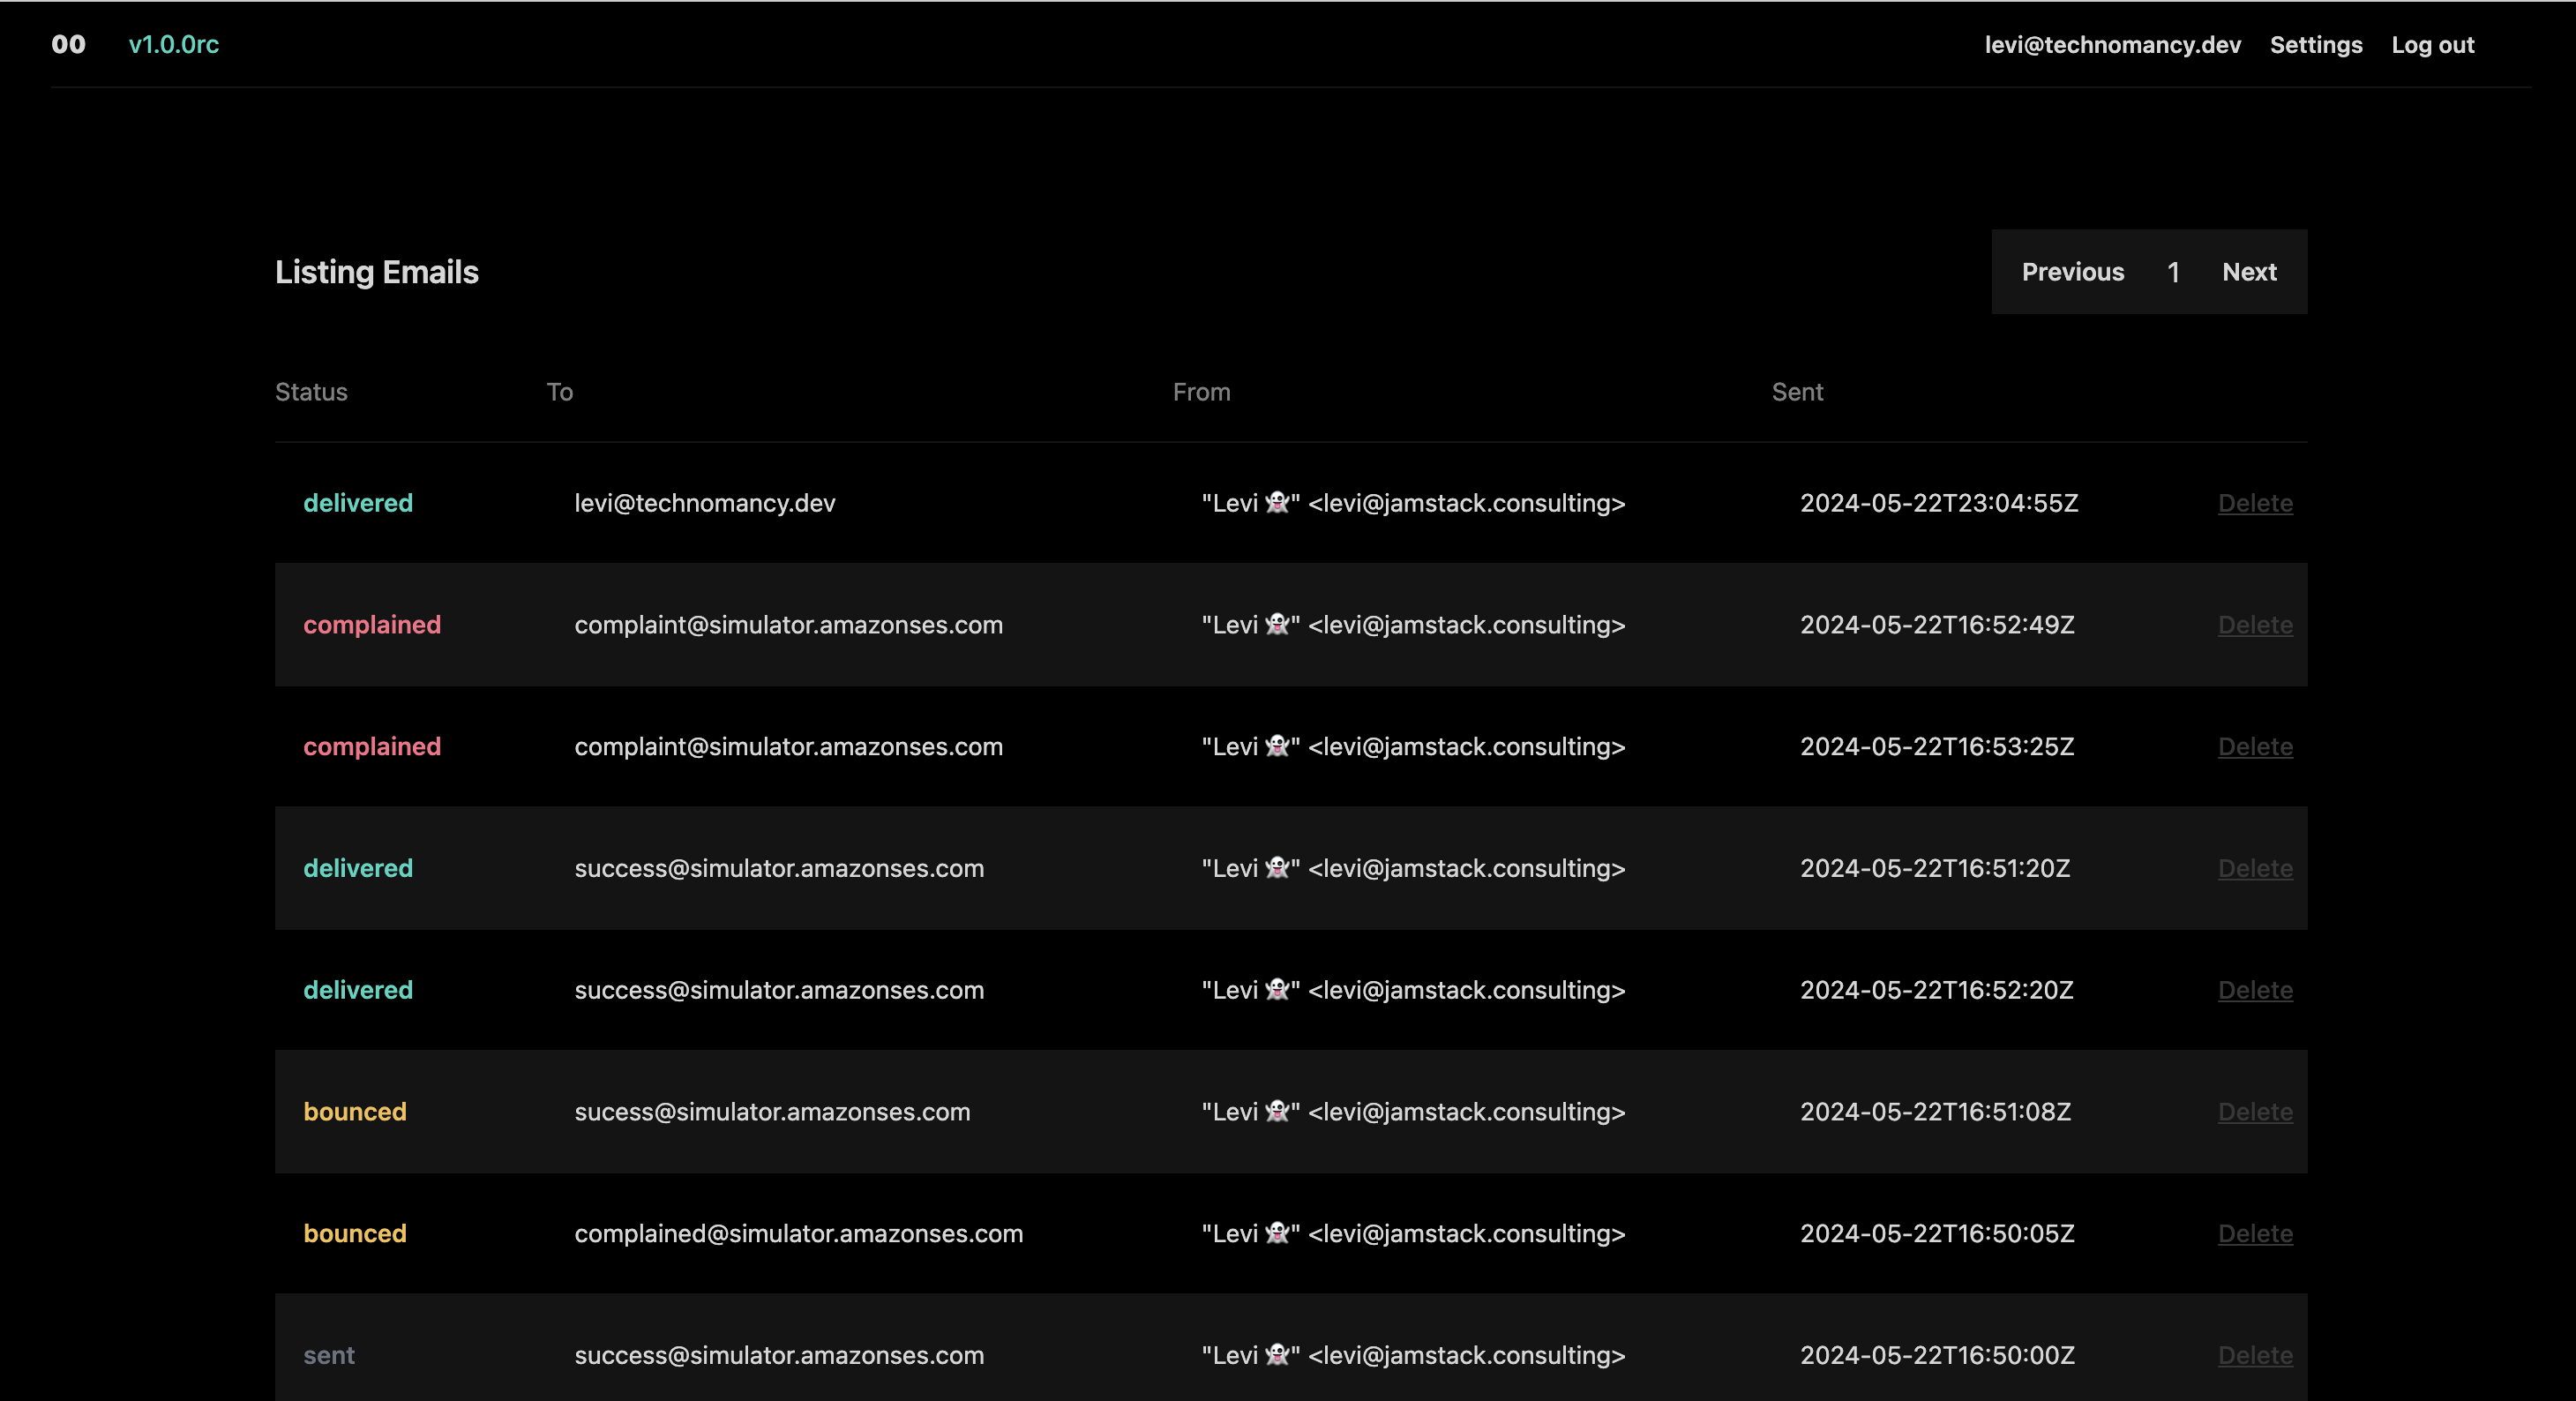 00 v1.0.0rc levi@technomancy.dev Settings Log out
Listing Emails Previous 1 Next
Status To From Sent
delivered levi@technomancy.dev "Levi 👻" <levi@jamstack.consulting> 2024-05-22T23:04:55Z Delete
complained complaint@simulator.amazonses.com "Levi 👻" <levi@jamstack.consulting> 2024-05-22T16:52:49Z Delete
complained complaint@simulator.amazonses.com "Levi 👻" <levi@jamstack.consulting> 2024-05-22T16:53:25Z Delete
delivered success@simulator.amazonses.com "Levi 👻" <levi@jamstack.consulting> 2024-05-22T16:51:20Z Delete
delivered success@simulator.amazonses.com "Levi 👻" <levi@jamstack.consulting> 2024-05-22T16:52:20Z Delete
bounced sucess@simulator.amazonses.com "Levi 👻" <levi@jamstack.consulting> 2024-05-22T16:51:08Z Delete
bounced complained@simulator.amazonses.com "Levi 👻" <levi@jamstack.consulting> 2024-05-22T16:50:05Z Delete
sent success@simulator.amazonses.com "Levi 👻" <levi@jamstack.consulting> 2024-05-22T16:50:00Z Delete